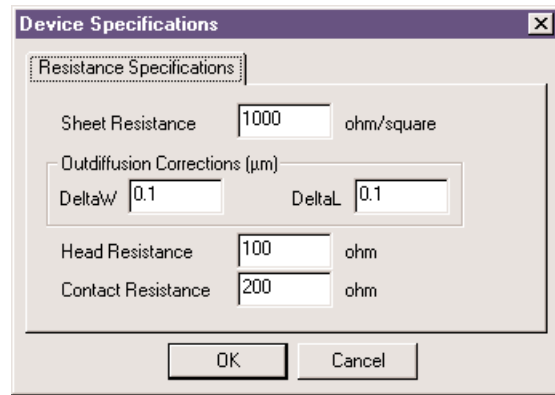 Device Specifications
Resistance Specifications
Sheet Resistance 1000 ohm/square
Outdiffusion Corrections (µm)
DeltaW 0.1 DeltaL 0.1
Head Resistance 100 ohm
Contact Resistance 200 ohm
OK Cancel